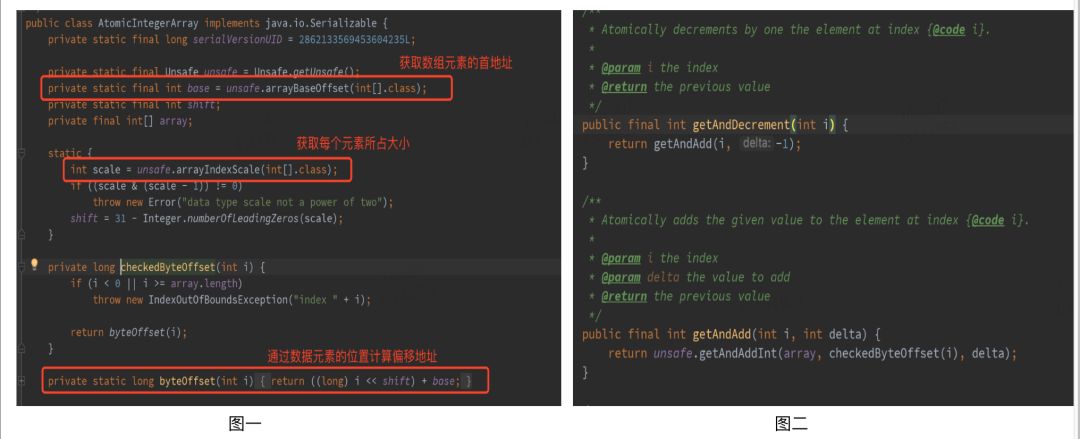 public class AtomicIntegerArray implements java.io.Serializable {
private static final long serialVersionUID = 2862133569453604235L;
private static final Unsafe unsafe = Unsafe.getUnsafe();
获取数组元素的首地址
private static final int base = unsafe.arrayBaseOffset(int[].class);
private static final int shift;
private final int[] array;
获取每个元素所占大小
static {
int scale = unsafe.arrayIndexScale(int[].class);
if ((scale & (scale - 1)) != 0)
throw new Error("data type scale not a power of two");
shift = 31 - Integer.numberOfLeadingZeros(scale);
}
private long checkedByteOffset(int i) {
if (i < 0 || i >= array.length)
throw new IndexOutOfBoundsException("index " + i);
return byteOffset(i);
}
通过数据元素的位置计算偏移地址
private static long byteOffset(int i) { return ((long) i << shift) + base; }
图一
/**
* Atomically decrements by one the element at index {@code i}.
*
* @param i the index
* @return the previous value
*/
public final int getAndDecrement(int i) {
return getAndAdd(i, delta: -1);
}
/**
* Atomically adds the given value to the element at index {@code i}.
*
* @param i the index
* @param delta the value to add
* @return the previous value
*/
public final int getAndAdd(int i, int delta) {
return unsafe.getAndAddInt(array, checkedByteOffset(i), delta);
}
图二